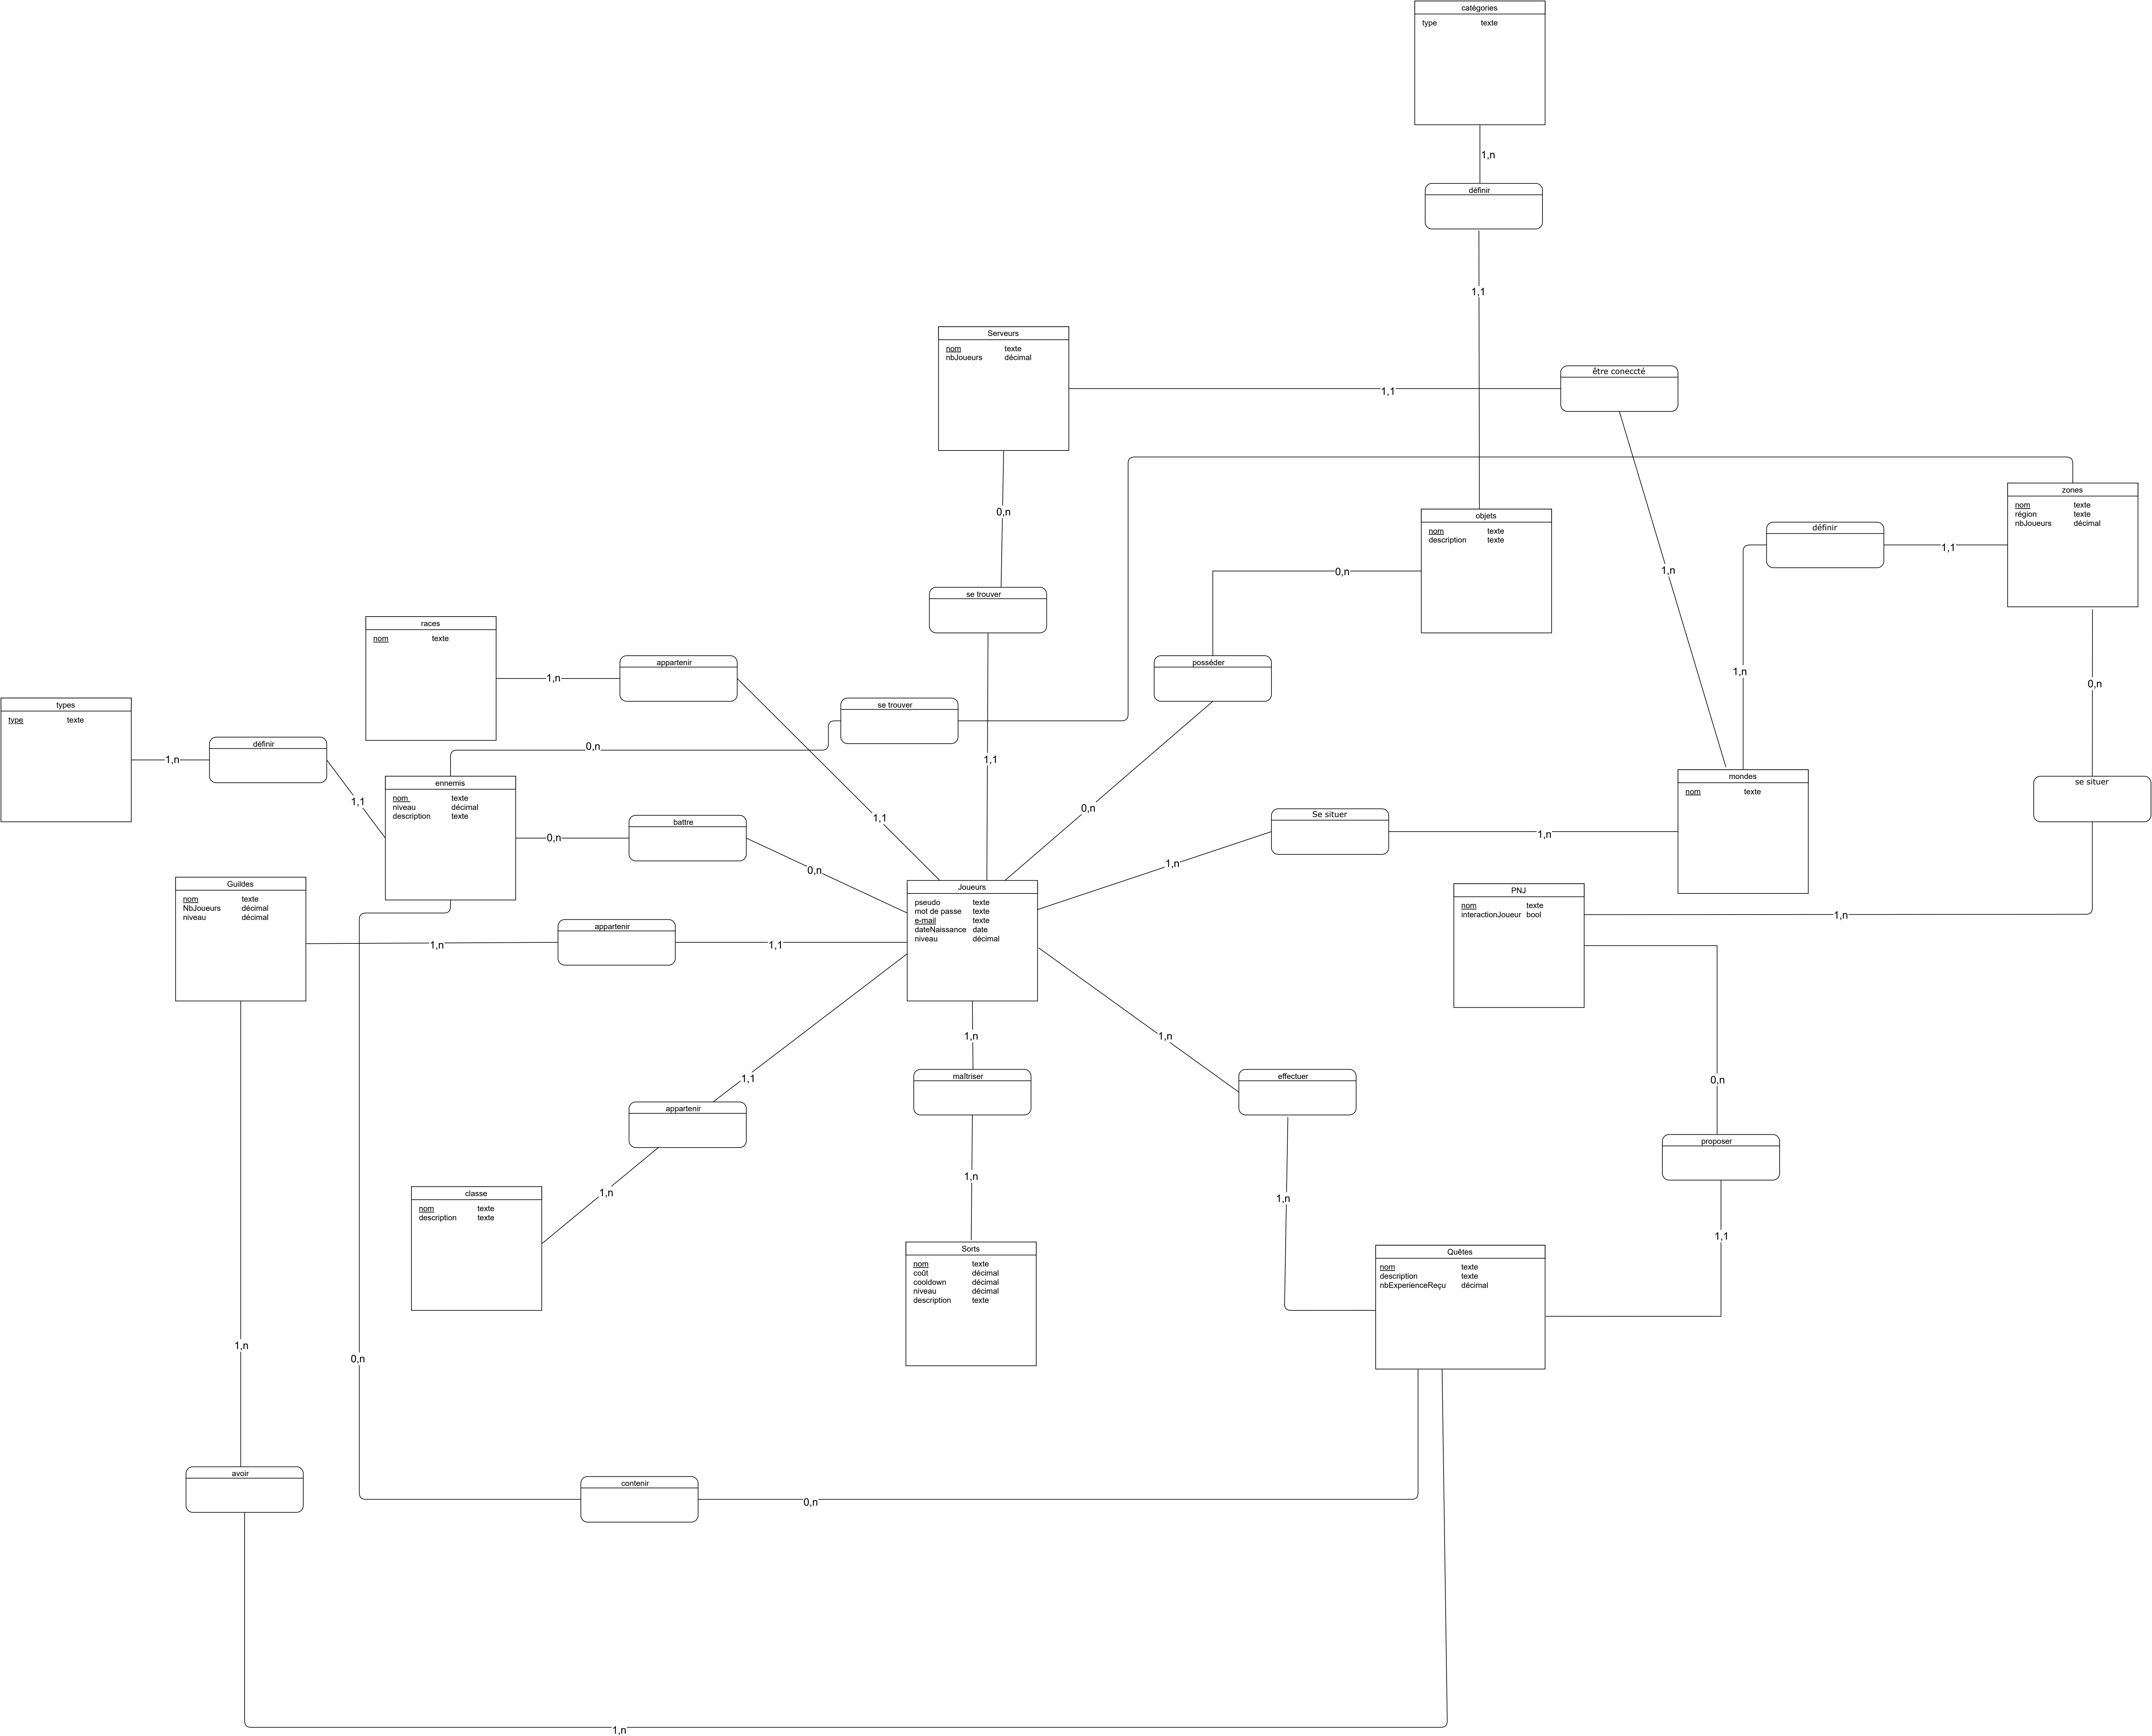 catégories
type texte
1,n
définir
1,1
Serveurs
nom texte
nbJoueurs décimal
être coneccté
1,1
zones
nom texte
région texte
nbJoueurs décimal
0,n
objets
nom texte
description texte
définir
1,1
1,n
0,n
se trouver
races
nom texte
1,n
appartenir
posséder
1,n
0,n
types
type texte
se trouver
0,n
définir
1,n
1,1
mondes
nom texte
se situer
ennemis
nom texte
niveau décimal
description texte
1,1
0,n
Se situer
1,1
battre
0,n
0,n
1,n
1,n
Guildes
nom texte
NbJoueurs décimal
niveau décimal
Joueurs
pseudo texte
mot de passe texte
e-mail texte
dateNaissance date
niveau décimal
PNJ
nom texte
interactionJoueur bool
1,n
appartenir
1,n
1,1
1,n
1,n
maîtriser
effectuer
1,1
0,n
appartenir
proposer
1,n
1,n
1,n
classe
nom texte
description texte
1,1
Sorts
nom texte
coût décimal
cooldown décimal
niveau décimal
description texte
Quêtes
nom texte
description texte
nbExperienceReçu décimal
1,n
0,n
avoir
contenir
0,n
1,n